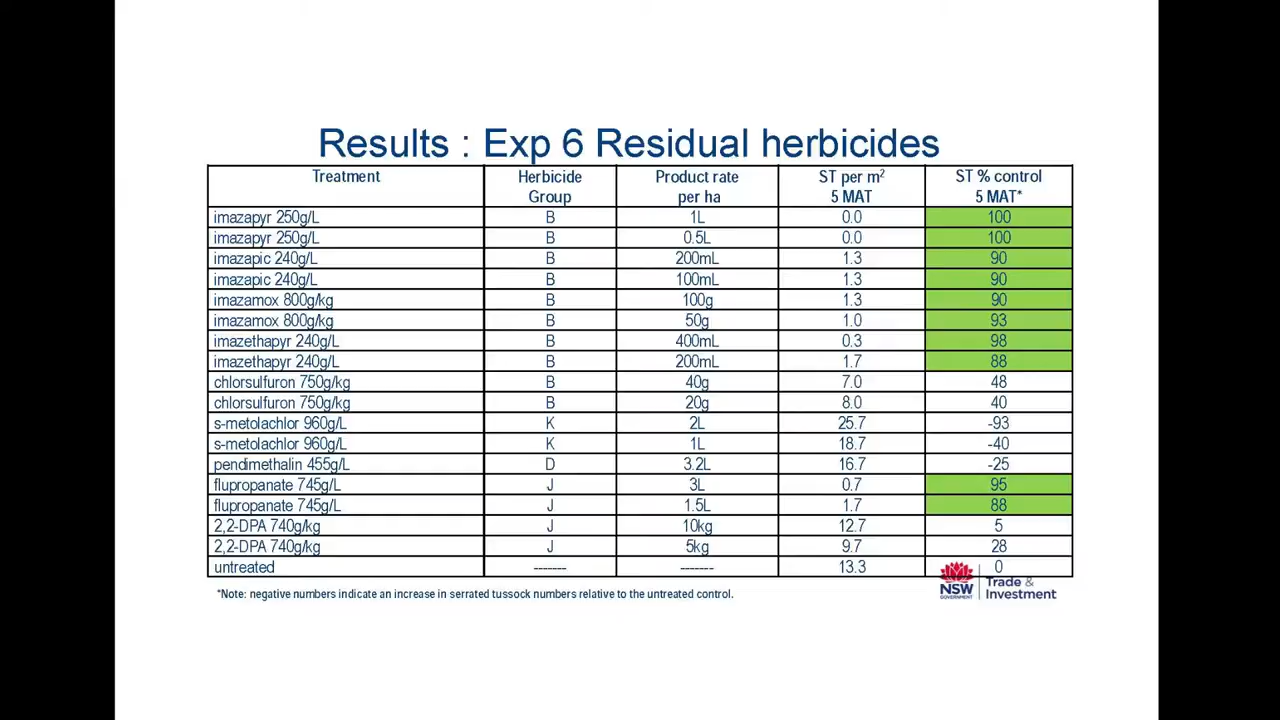 Results : Exp 6 Residual herbicides
Treatment Herbicide Group Product rate per ha ST per m² 5 MAT ST % control 5 MAT*
imazapyr 250g/L B 1L 0.0 100
imazapyr 250g/L B 0.5L 0.0 100
imazapic 240g/L B 200mL 1.3 90
imazapic 240g/L B 100mL 1.3 90
imazamox 800g/kg B 100g 1.3 90
imazamox 800g/kg B 50g 1.0 93
imazethapyr 240g/L B 400mL 0.3 98
imazethapyr 240g/L B 200mL 1.7 88
chlorsulfuron 750g/kg B 40g 7.0 48
chlorsulfuron 750g/kg B 20g 8.0 40
s-metolachlor 960g/L K 2L 25.7 -93
s-metolachlor 960g/L K 1L 18.7 -40
pendimethalin 455g/L D 3.2L 16.7 -25
flupropanate 745g/L J 3L 0.7 95
flupropanate 745g/L J 1.5L 1.7 88
2,2-DPA 740g/kg J 10kg 12.7 5
2,2-DPA 740g/kg J 5kg 9.7 28
untreated ------- ------- 13.3 0
*Note: negative numbers indicate an increase in serrated tussock numbers relative to the untreated control.
NSW
GOVERNMENT
Trade &
Investment